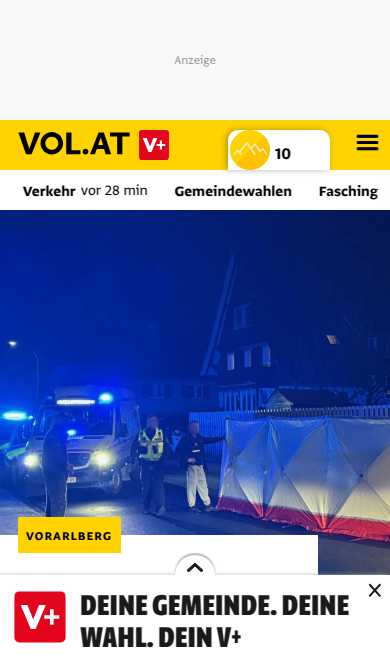 Anzeige
VOL.AT V+
10
Verkehr vor 28 min Gemeindewahlen Fasching
VORARLBERG
V+
DEINE GEMEINDE. DEINE
WAHL. DEIN V+